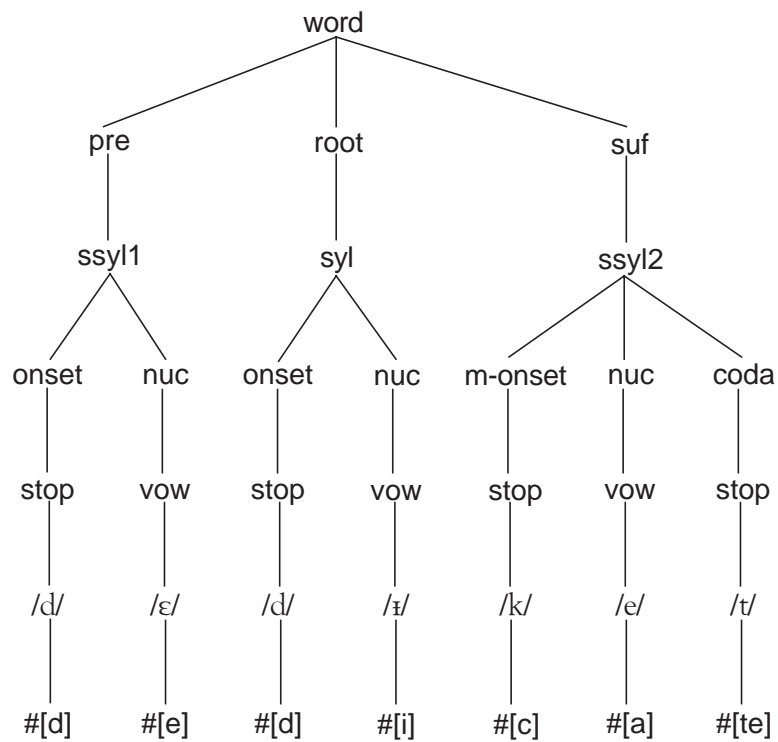 word
pre root suf
ssyl1 syl ssyl2
onset nuc onset nuc m-onset nuc coda
stop vow stop vow stop vow stop
/d/ /ɛ/ /d/ /ᵻ/ /k/ /e/ /t/
#[d] #[e] #[d] #[i] #[c] #[a] #[te]